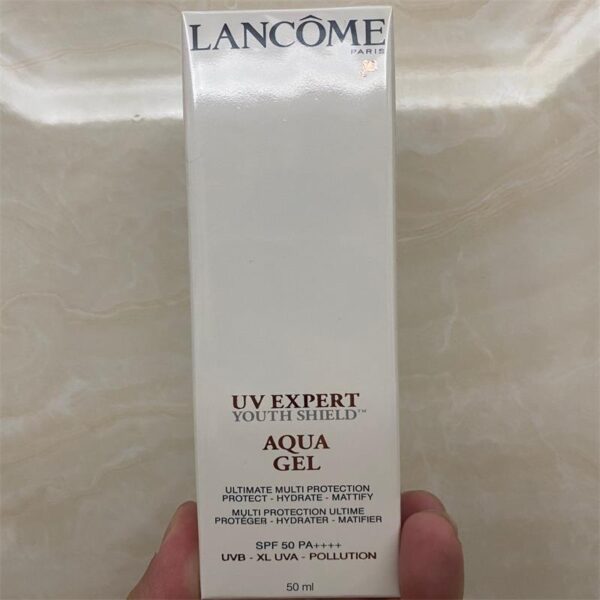 LANCÔME
PARIS
UV EXPERT
YOUTH SHIELD™
AQUA
GEL
ULTIMATE MULTI PROTECTION
PROTECT - HYDRATE - MATTIFY
MULTI PROTECTION ULTIME
PROTÉGER - HYDRATER - MATIFIER
SPF 50 PA++++
UVB - XL UVA - POLLUTION
50 ml